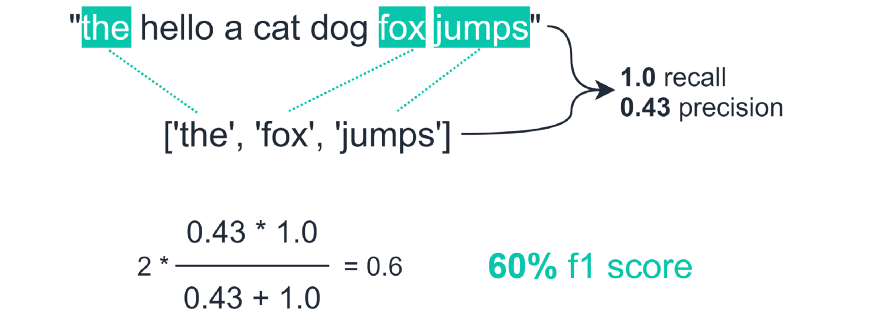 "the hello a cat dog fox jumps"
1.0 recall
0.43 precision
['the', 'fox', 'jumps']
0.43 * 1.0
2 * = 0.6
0.43 + 1.0
60% f1 score